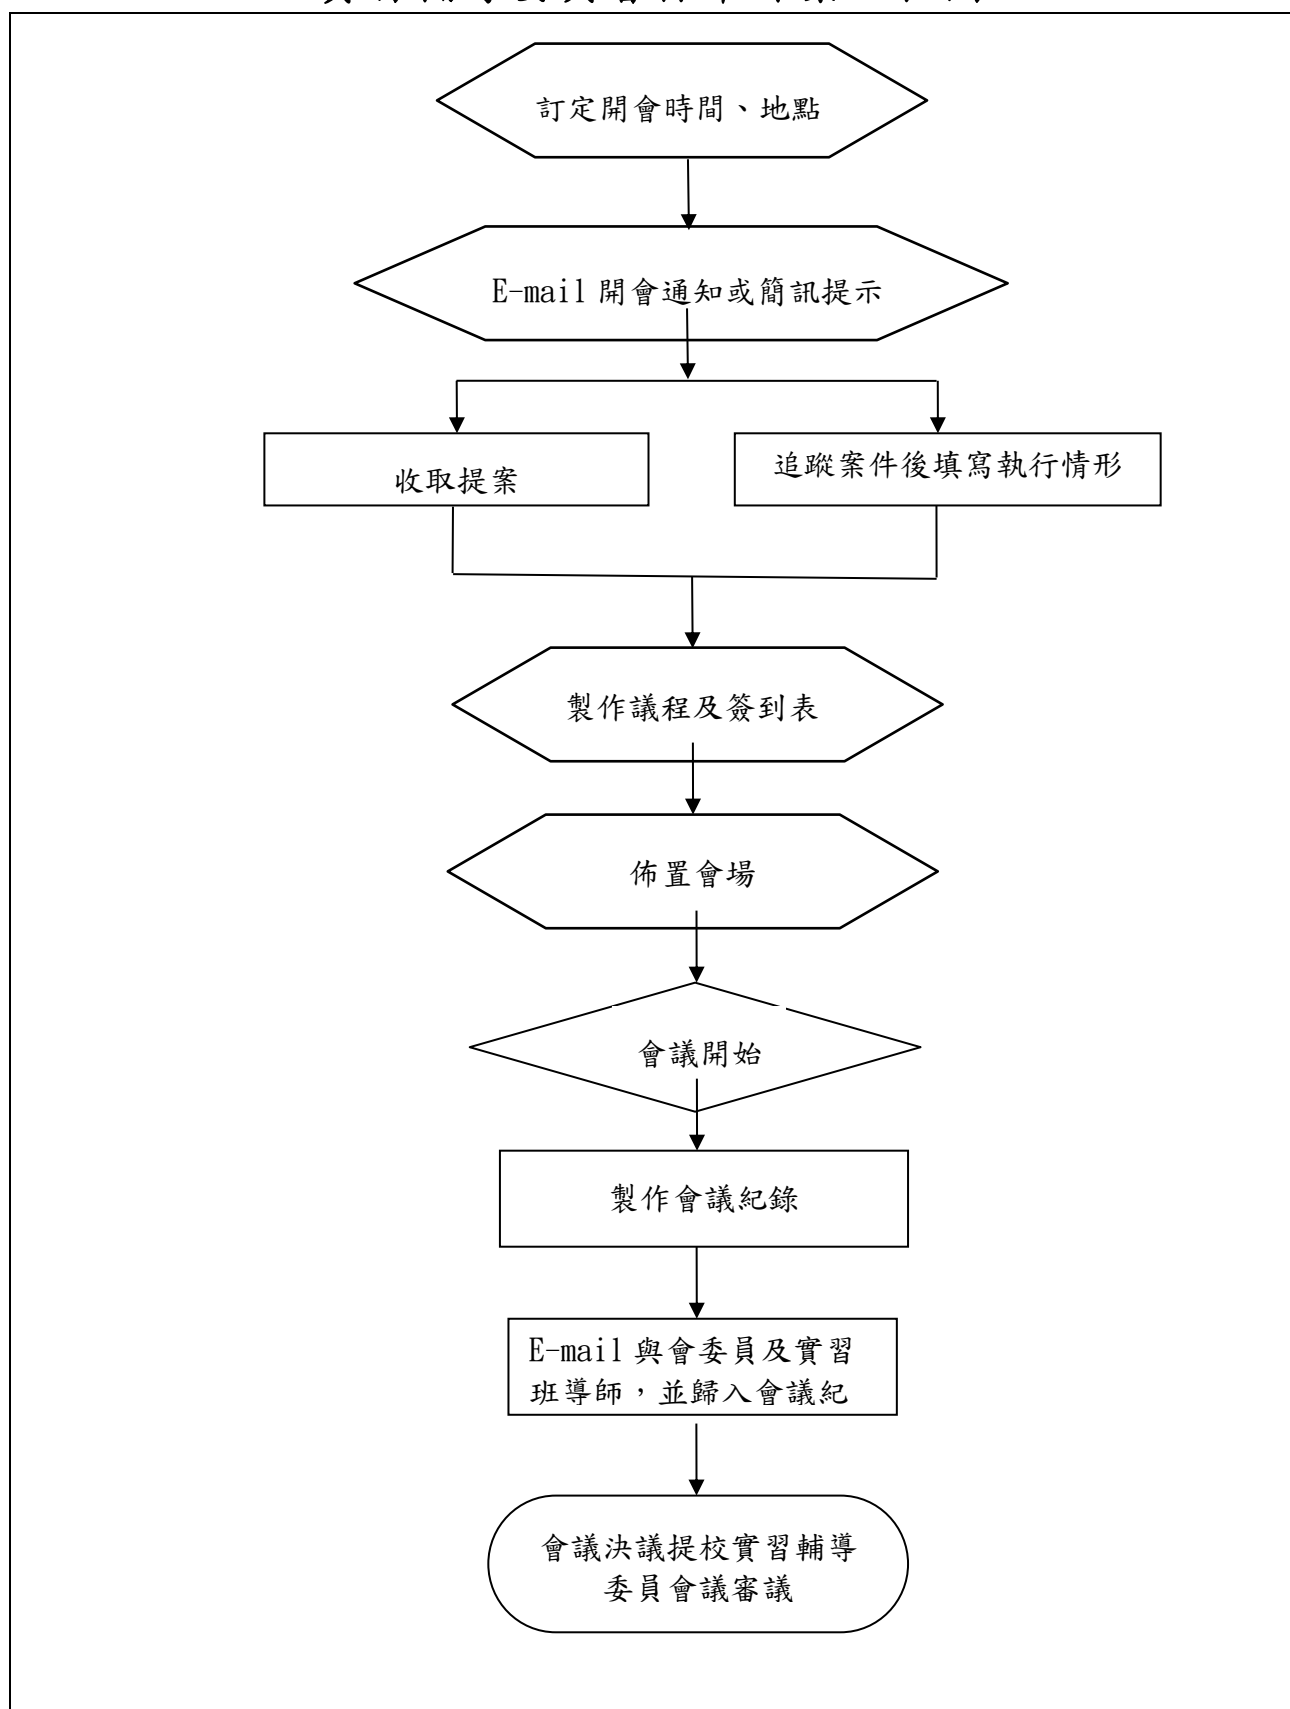 訂定開會時間、地點
E-mail 開會通知或簡訊提示
收取提案
追蹤案件後填寫執行情形
製作議程及簽到表
佈置會場
會議開始
製作會議紀錄
E-mail 與會委員及實習
班導師，並歸入會議紀
會議決議提校實習輔導
委員會議審議